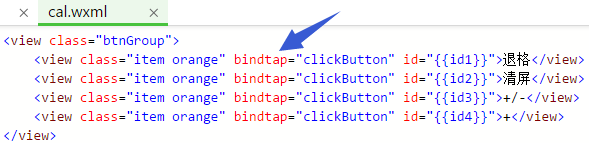 cal.wxml
<view class="btnGroup">
    <view class="item orange" bindtap="clickButton" id="{{id1}}">退格</view>
    <view class="item orange" bindtap="clickButton" id="{{id2}}">清屏</view>
    <view class="item orange" bindtap="clickButton" id="{{id3}}">+/-</view>
    <view class="item orange" bindtap="clickButton" id="{{id4}}">+</view>
</view>